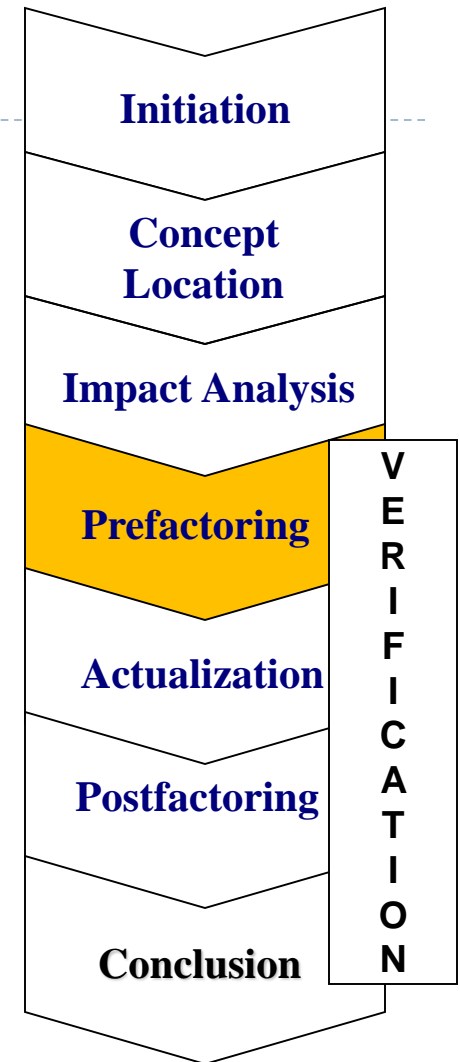 Initiation
Concept
Location
Impact Analysis
Prefactoring
Actualization
Postfactoring
Conclusion
V
E
R
I
F
I
C
A
T
I
O
N